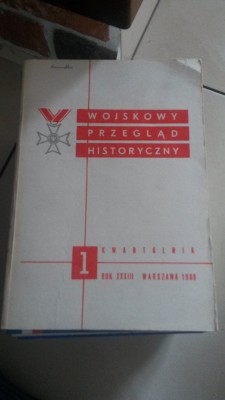 WOJSKOWY
PRZEGLĄD
HISTORYCZNY
KWARTALNIK
1
ROK XXXIII WARSZAWA 1988